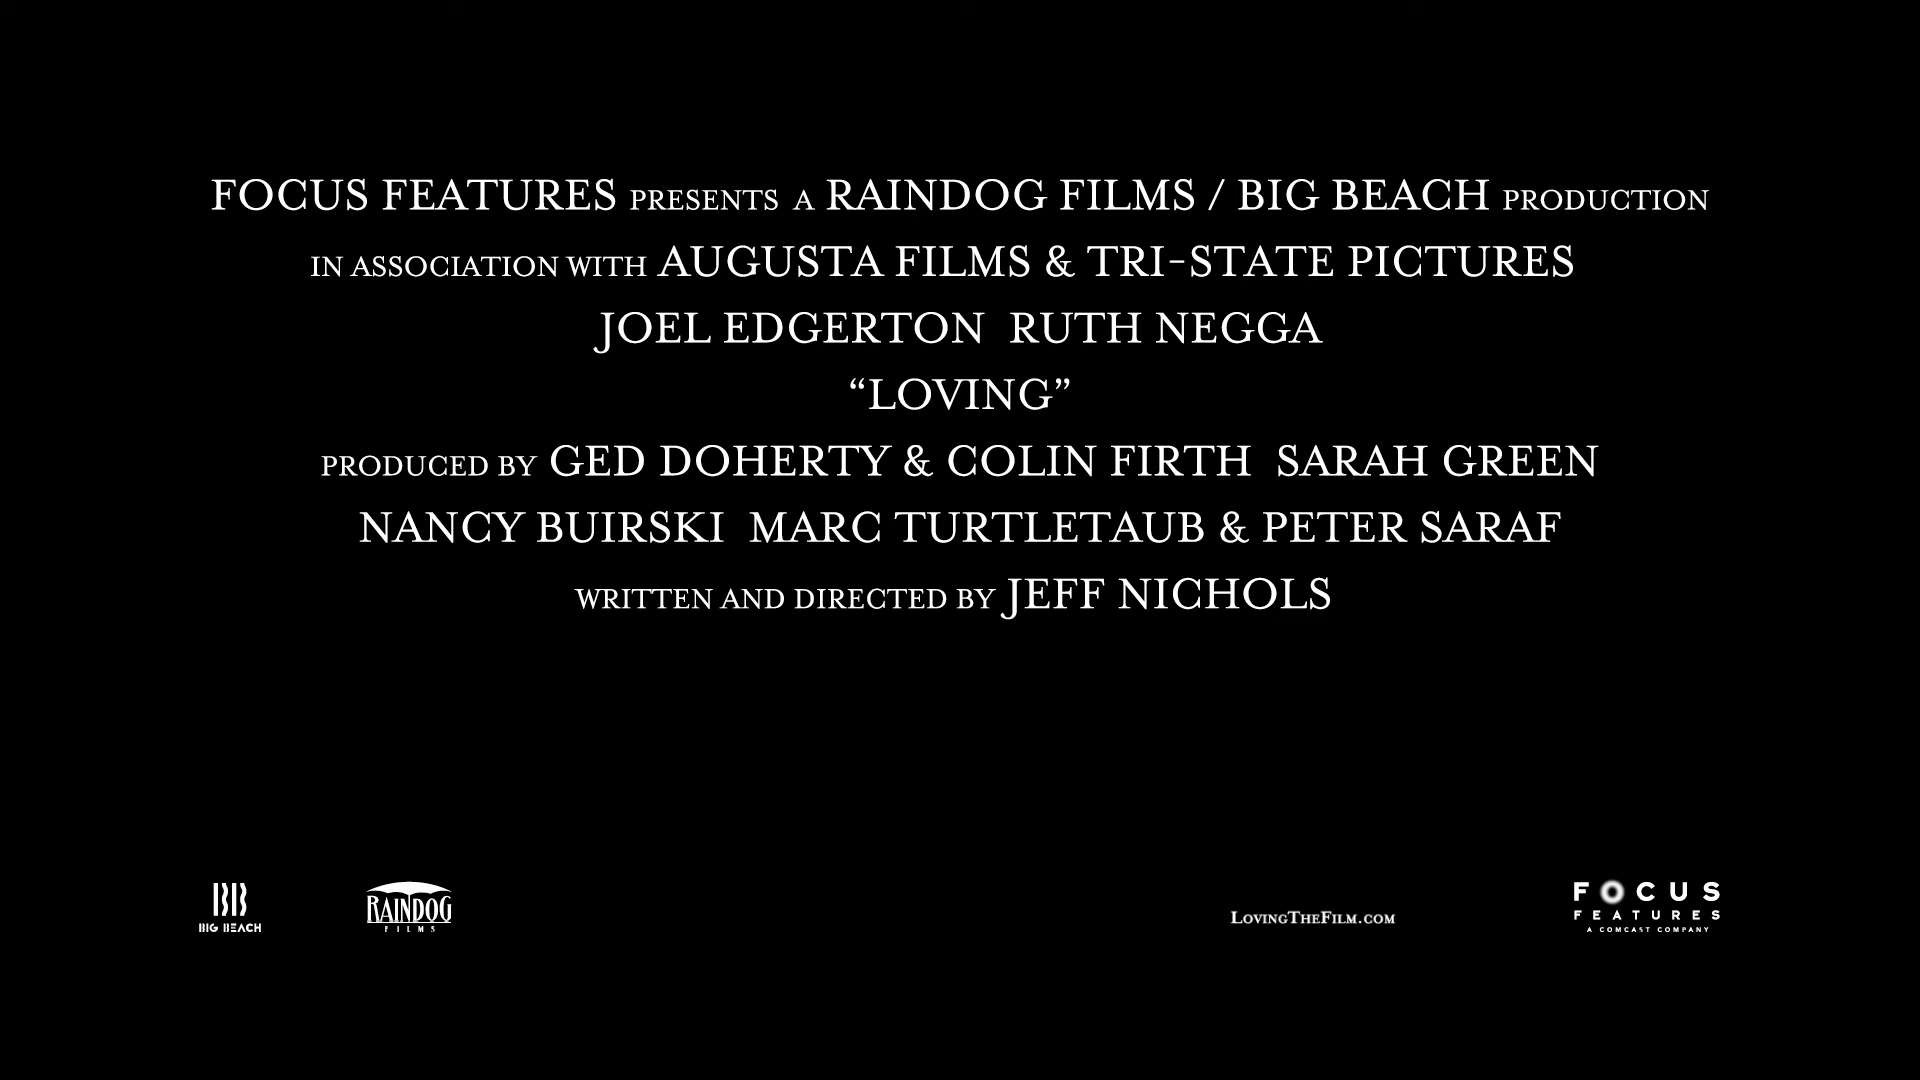 FOCUS FEATURES PRESENTS A RAINDOG FILMS / BIG BEACH PRODUCTION
IN ASSOCIATION WITH AUGUSTA FILMS & TRI-STATE PICTURES
JOEL EDGERTON RUTH NEGGA
“LOVING”
PRODUCED BY GED DOHERTY & COLIN FIRTH SARAH GREEN
NANCY BUIRSKI MARC TURTLETAUB & PETER SARAF
WRITTEN AND DIRECTED BY JEFF NICHOLS
BIG BEACH
RAINDOG
FILMS
LOVINGTHEFILM.COM
FOCUS
FEATURES
A COMCAST COMPANY